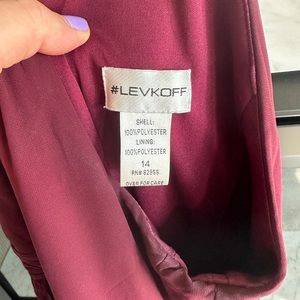 #LEVKOFF
SHELL:
100%POLYESTER
LINING:
100%POLYESTER
14
RN# 82955
OVER FOR CARE